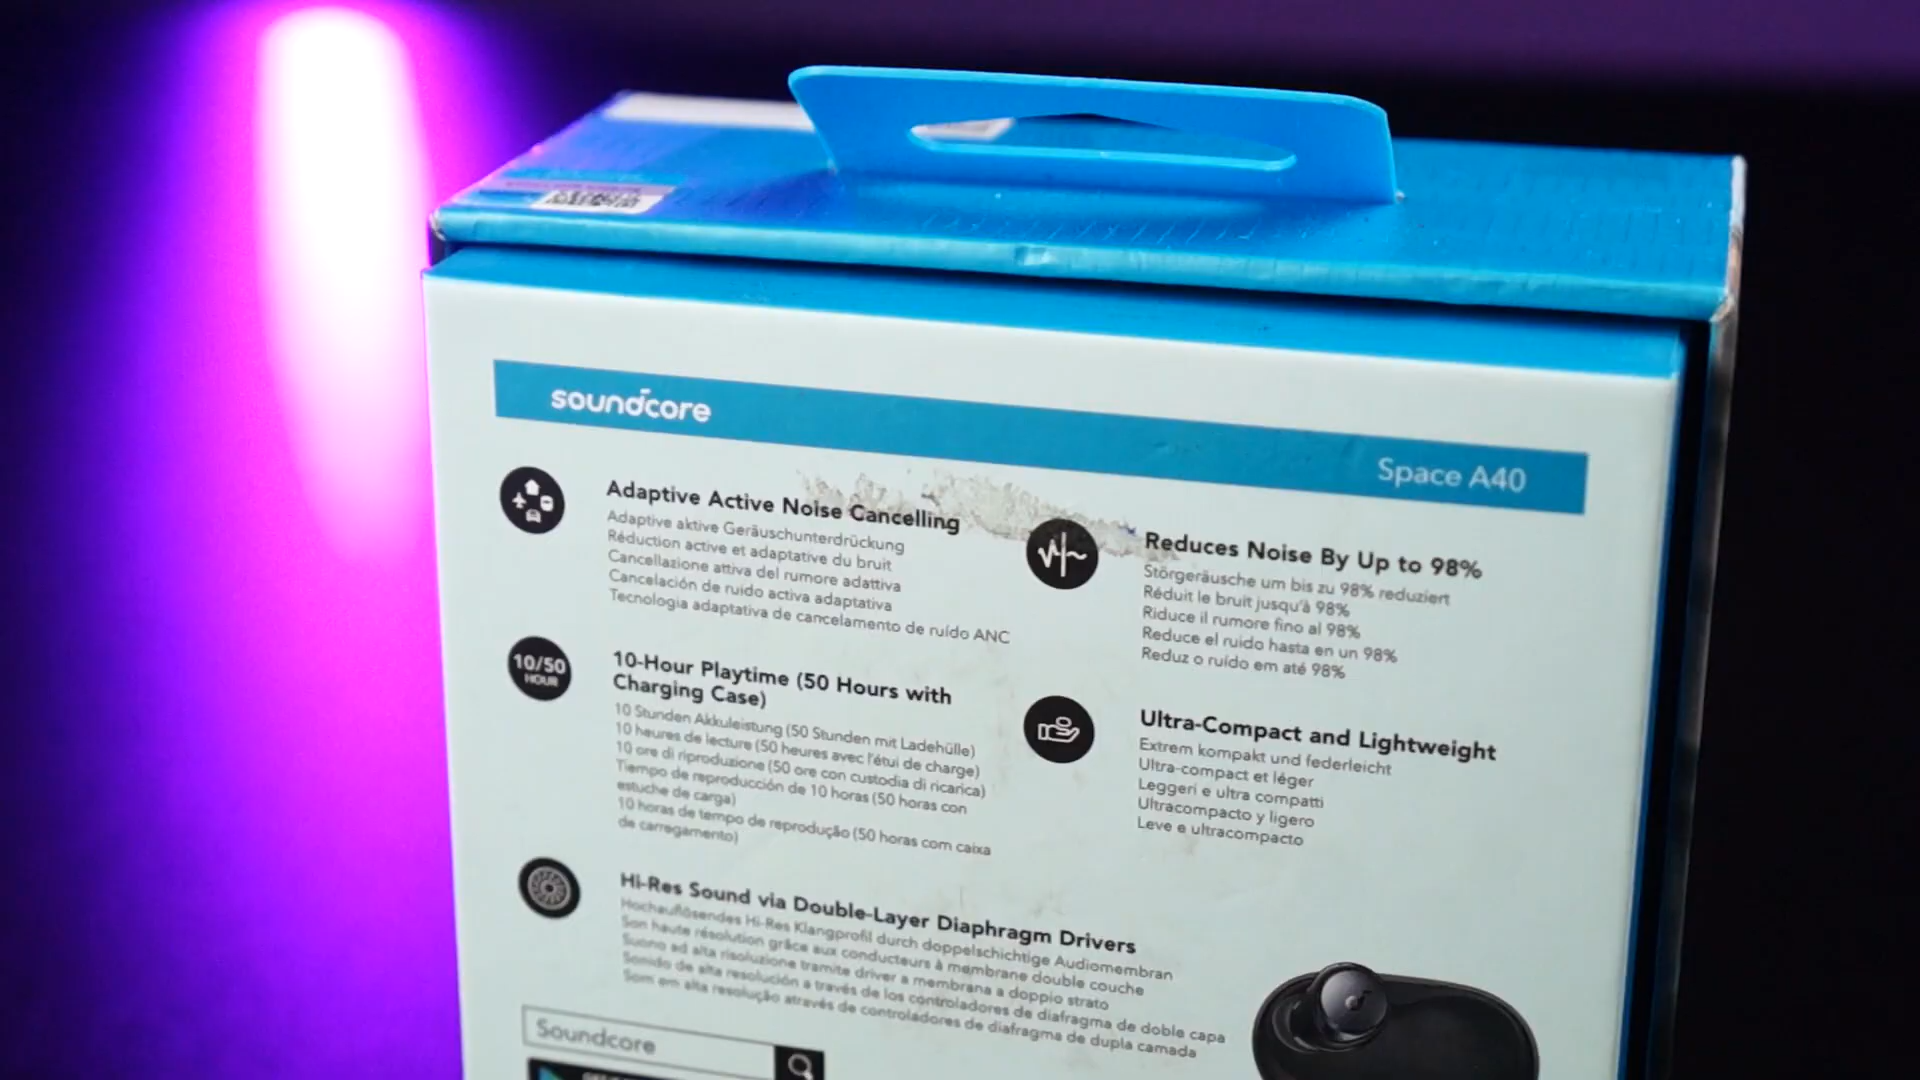 soundcore
Space A40
Adaptive Active Noise Cancelling
Adaptive aktive Geräuschunterdrückung
Réduction active et adaptative du bruit
Cancellazione attiva del rumore adattiva
Cancelación de ruido activa adaptativa
Tecnologia adaptativa de cancelamento de ruído ANC
Reduces Noise By Up to 98%
Störgeräusche um bis zu 98% reduziert
Réduit le bruit jusqu'à 98%
Riduce il rumore fino al 98%
Reduce el ruido hasta en un 98%
Reduz o ruído em até 98%
10/50
HOUR
10-Hour Playtime (50 Hours with
Charging Case)
10 Stunden Akkuleistung (50 Stunden mit Ladehülle)
10 heures de lecture (50 heures avec l'étui de charge)
10 ore di riproduzione (50 ore con custodia di ricarica)
Tiempo de reproducción de 10 horas (50 horas con
estuche de carga)
10 horas de tempo de reprodução (50 horas com caixa
de carregamento)
Ultra-Compact and Lightweight
Extrem kompakt und federleicht
Ultra-compact et léger
Leggeri e ultra compatti
Ultracompacto y ligero
Leve e ultracompacto
Hi-Res Sound via Double-Layer Diaphragm Drivers
Hochauflösendes Hi-Res Klangprofil durch doppelschichtige Audiomembran
Son haute résolution grâce aux conducteurs à membrane double couche
Suono ad alta risoluzione tramite driver a membrana a doppio strato
Sonido de alta resolución a través de los controladores de diafragma de doble capa
Som em alta resolução através de controladores de diafragma de dupla camada
Soundcore